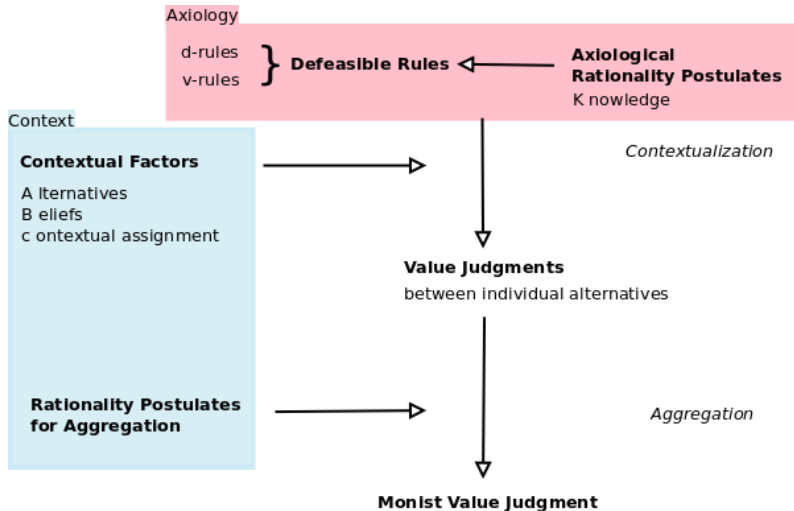 Axiology
d-rules
v-rules
}
Defeasible Rules
Axiological
Rationality Postulates
K nowledge
Context
Contextual Factors
A lternatives
B eliefs
c ontextual assignment
Contextualization
Value Judgments
between individual alternatives
Rationality Postulates
for Aggregation
Aggregation
Monist Value Judgment